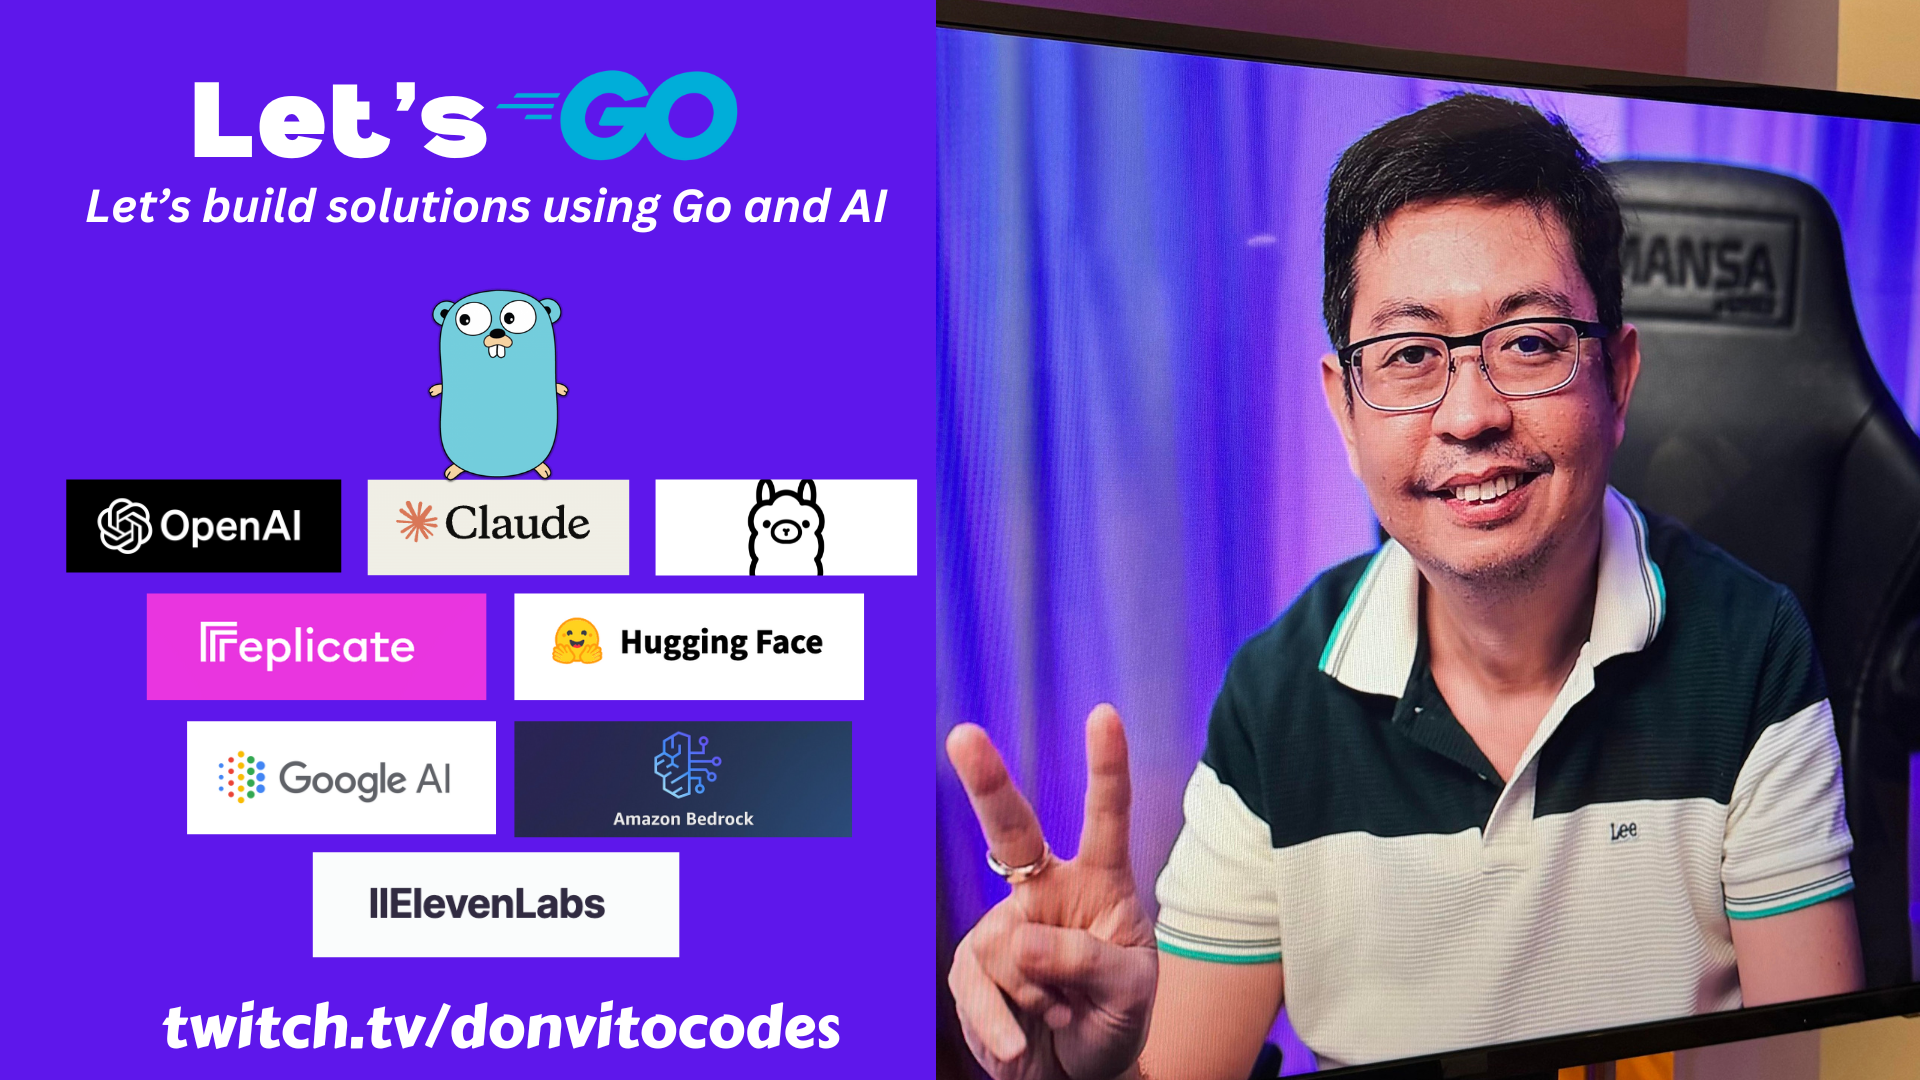 Let's GO
Let's build solutions using Go and AI
OpenAI
Claude
replicate
Hugging Face
Google AI
Amazon Bedrock
IIElevenLabs
twitch.tv/donvitocodes
MANSA
Lee